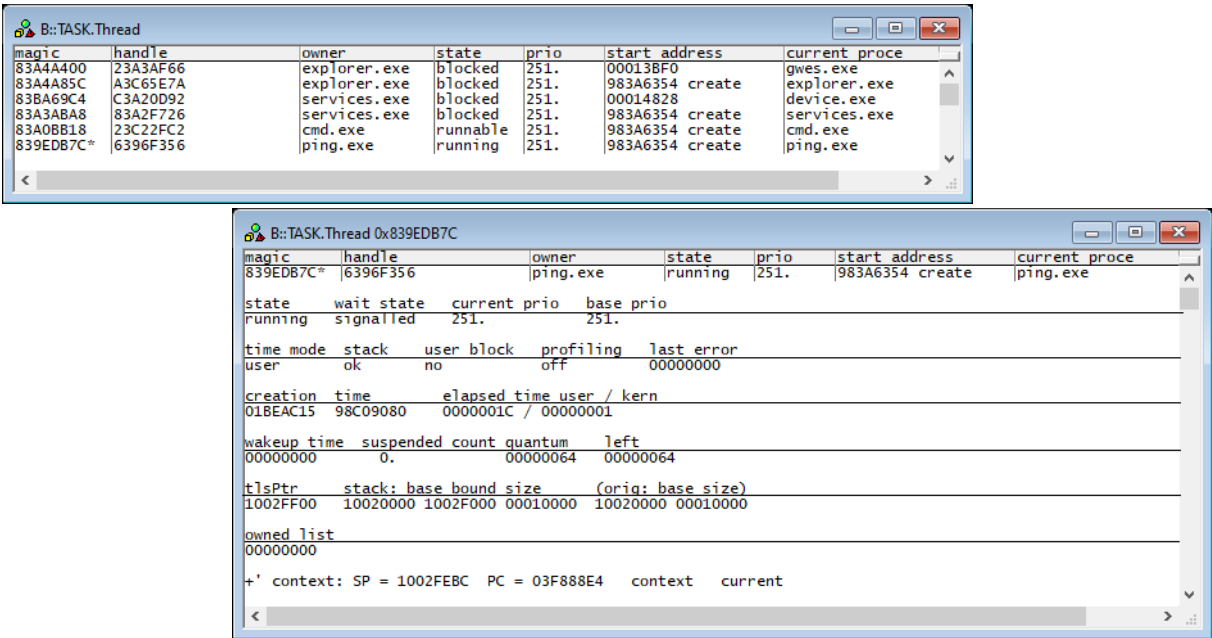 B::TASK.Thread
magic handle owner state prio start address current proce
83A4A400 23A3AF66 explorer.exe blocked 251. 00013BF0 gwes.exe
83A4A85C A3C65E7A explorer.exe blocked 251. 983A6354 create explorer.exe
83BA69C4 C3A20D92 services.exe blocked 251. 00014828 device.exe
83A3ABA8 83A2F726 services.exe blocked 251. 983A6354 create services.exe
83A0BB18 23C22FC2 cmd.exe runnable 251. 983A6354 create cmd.exe
839EDB7C* 6396F356 ping.exe running 251. 983A6354 create ping.exe
B::TASK.Thread 0x839EDB7C
magic handle owner state prio start address current proce
839EDB7C* 6396F356 ping.exe running 251. 983A6354 create ping.exe
state wait state current prio base prio
running signalled 251. 251.
time mode stack user block profiling last error
user ok no off 00000000
creation time elapsed time user / kern
01BEAC15 98C09080 0000001C / 00000001
wakeup time suspended count quantum left
00000000 0. 00000064 00000064
tlsPtr stack: base bound size (orig: base size)
1002FF00 10020000 1002F000 00010000 10020000 00010000
owned list
00000000
+' context: SP = 1002FEBC PC = 03F888E4 context current